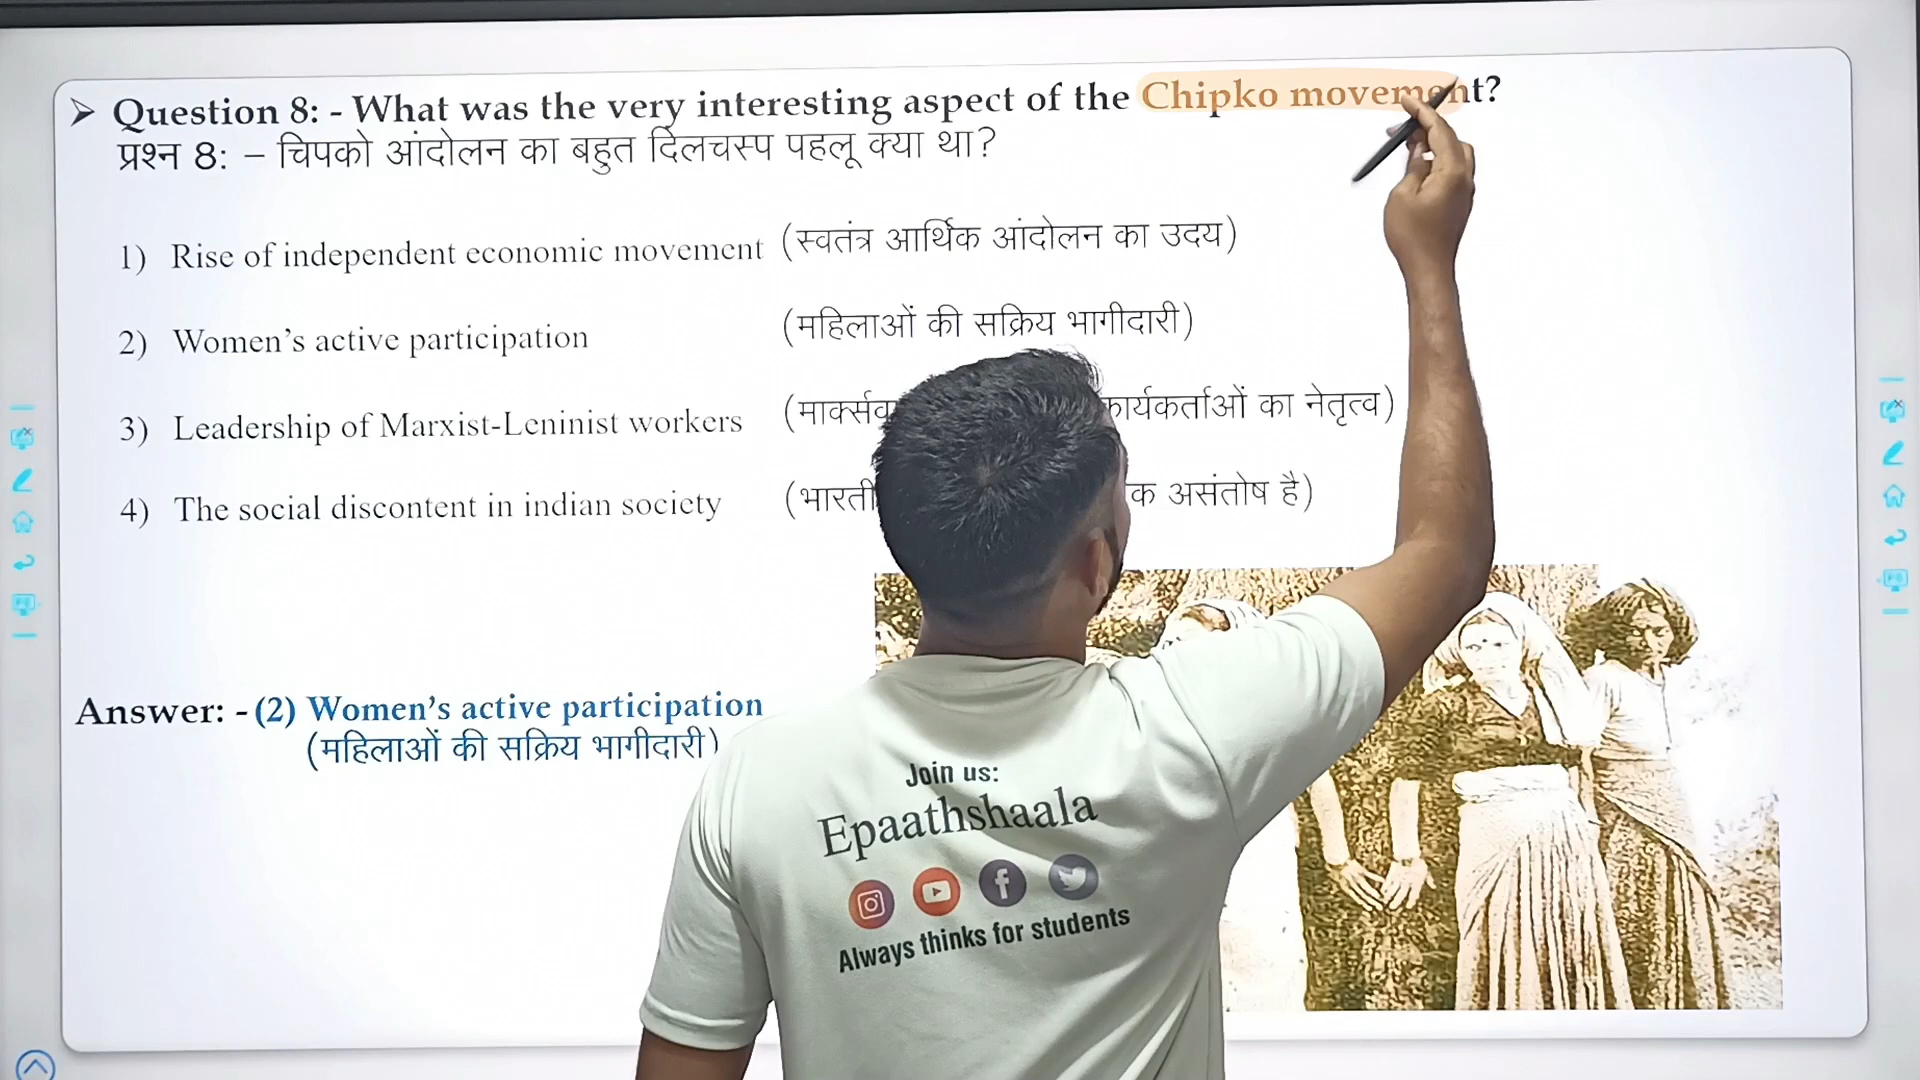 ➢ Question 8: - What was the very interesting aspect of the Chipko movement?
प्रश्न 8: – चिपको आंदोलन का बहुत दिलचस्प पहलू क्या था?
1) Rise of independent economic movement (स्वतंत्र आर्थिक आंदोलन का उदय)
2) Women's active participation (महिलाओं की सक्रिय भागीदारी)
3) Leadership of Marxist-Leninist workers ( कार्यकर्ताओं का नेतृत्व)
4) The social discontent in indian society ( असंतोष है)
Answer: - (2) Women's active participation
(महिलाओं की सक्रिय भागीदारी)
Join us:
Epaathshaala
Always thinks for students